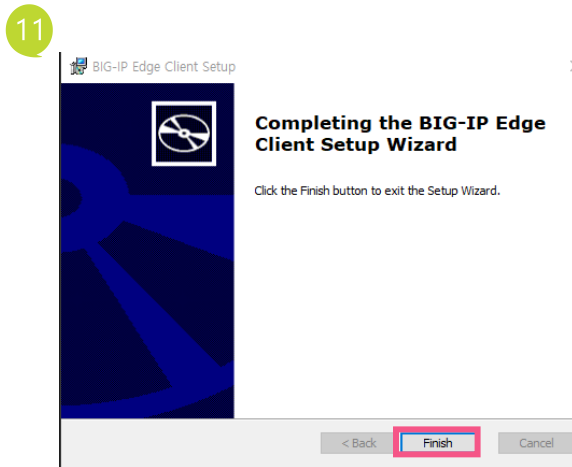 11
BIG-IP Edge Client Setup
Completing the BIG-IP Edge
Client Setup Wizard
Click the Finish button to exit the Setup Wizard.
< Back
Finish
Cancel